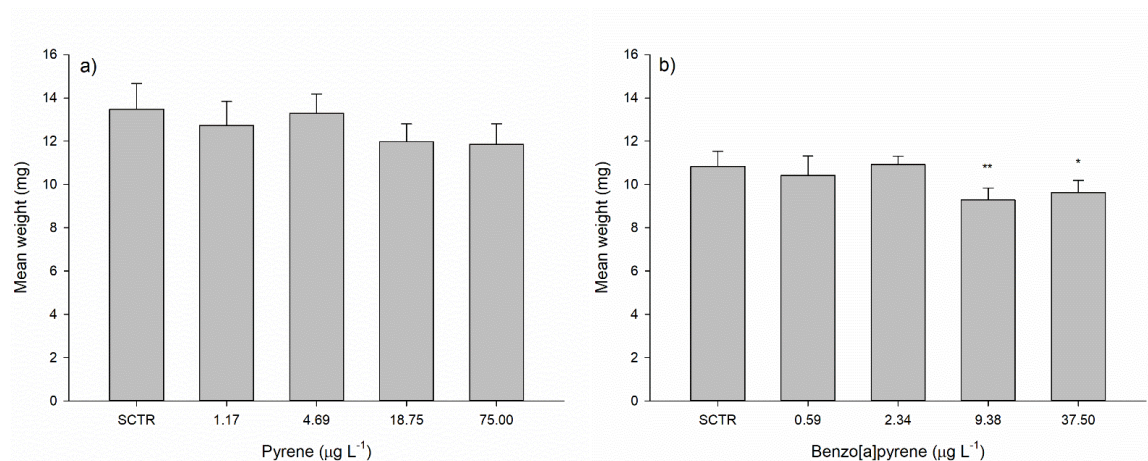 a)
16
14
12
10
8
6
4
2
0
Mean weight (mg)
SCTR 1.17 4.69 18.75 75.00
Pyrene (µg L⁻¹)
b)
16
14
12
10
8
6
4
2
0
Mean weight (mg)
** *
SCTR 0.59 2.34 9.38 37.50
Benzo[a]pyrene (µg L⁻¹)